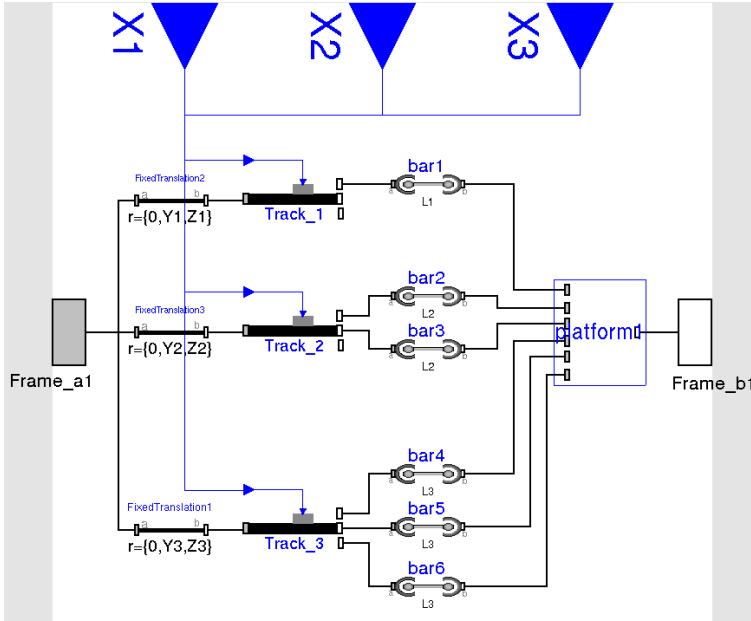 X1
X2
X3
FixedTranslation2
a
b
r={0,Y1,Z1}
Track_1
bar1
L1
FixedTranslation3
a
b
r={0,Y2,Z2}
Track_2
bar2
L2
bar3
L2
platform1
Frame_a1
Frame_b1
FixedTranslation1
a
b
r={0,Y3,Z3}
Track_3
bar4
L3
bar5
L3
bar6
L3